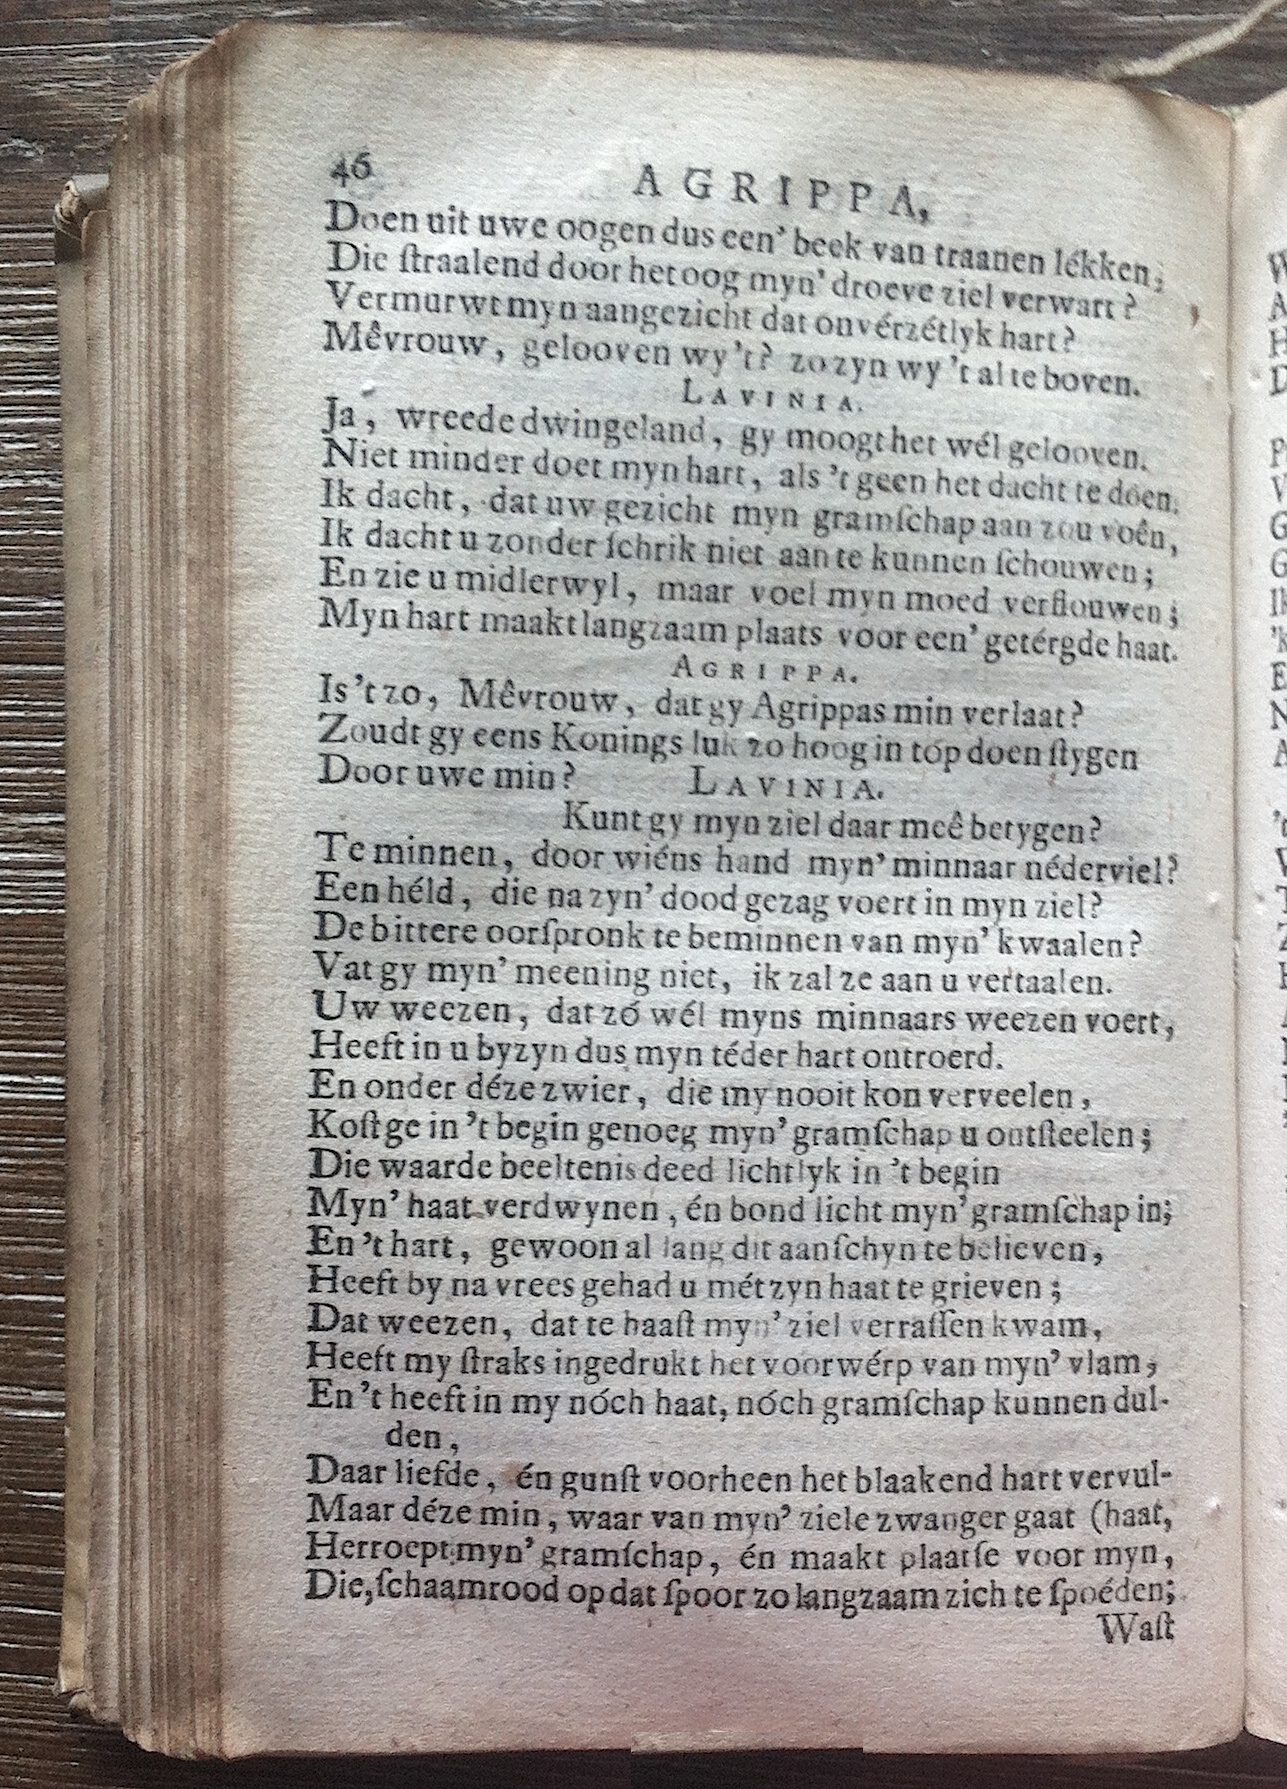 46
AGRIPPA,
Doen uit uwe oogen dus een' beek van traanen lékken,
Die ſtraalend door het oog myn' droeve ziel verwart?
Vermurwt myn aangezicht dat onvérzétlyk hart?
Mêvrouw, gelooven wy 't? zo zyn wy 't al te boven.
LAVINIA.
Ja, wreede dwingeland, gy moogt het wél gelooven.
Niet minder doet myn hart, als 't geen het dacht te doen.
Ik dacht, dat uw gezicht myn gramſchap aan zou voên,
Ik dacht u zonder ſchrik niet aan te kunnen ſchouwen;
En zie u midlerwyl, maar voel myn moed verflouwen;
Myn hart maakt langzaam plaats voor een' getérgde haat.
AGRIPPA.
Is 't zo, Mêvrouw, dat gy Agrippas min verlaat?
Zoudt gy eens Konings luk zo hoog in tóp doen ſtygen
Door uwe min?
LAVINIA.
Kunt gy myn ziel daar meê betygen?
Te minnen, door wiéns hand myn' minnaar néderviel?
Een héld, die na zyn' dood gezag voert in myn ziel?
De bittere oorſpronk te beminnen van myn' kwaalen?
Vat gy myn' meening niet, ik zal ze aan u vertaalen.
Uw weezen, dat zó wél myns minnaars weezen voert,
Heeft in u byzyn dus myn téder hart ontroerd.
En onder déze zwier, die my nooit kon verveelen,
Koſt ge in 't begin genoeg myn' gramſchap u ontſteelen;
Die waarde beeltenis deed lichtlyk in 't begin
Myn' haat verdwynen, én bond licht myn' gramſchap in;
En 't hart, gewoon al lang dit aanſchyn te believen,
Heeft by na vrees gehad u mét zyn haat te grieven;
Dat weezen, dat te haaſt myn' ziel verraſſen kwam,
Heeft my ſtraks ingedrukt het voorwérp van myn' vlam,
En 't heeft in my nóch haat, nóch gramſchap kunnen dul-
den,
Daar liefde, én gunſt voorheen het blaakend hart vervul-
Maar déze min, waar van myn' ziele zwanger gaat (haat,
Herroept myn' gramſchap, én maakt plaatſe voor myn,
Die, ſchaamrood op dat ſpoor zo langzaam zich te ſpoéden;
Waſt